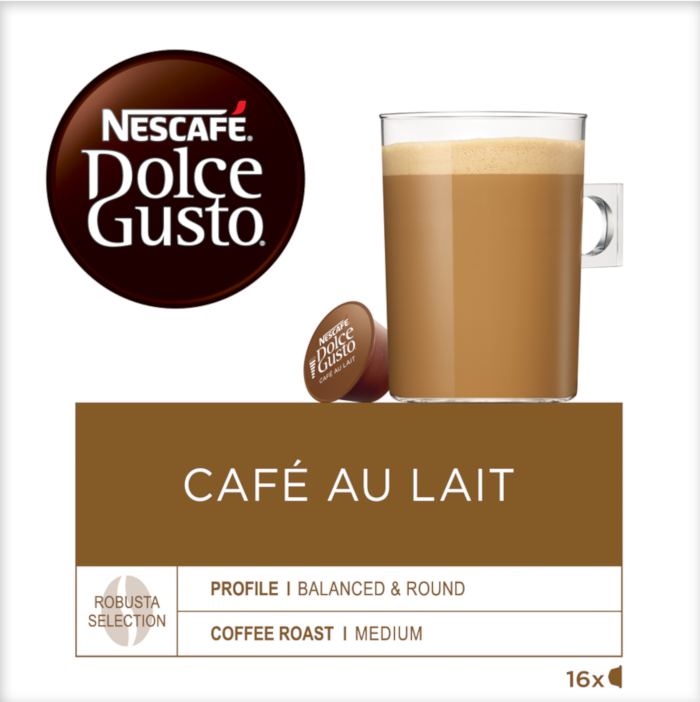 NESCAFÉ®
Dolce
Gusto®
NESCAFÉ
Dolce
Gusto
CAFÉ AU LAIT
CAFÉ AU LAIT
ROBUSTA
SELECTION
PROFILE I BALANCED & ROUND
COFFEE ROAST I MEDIUM
16x